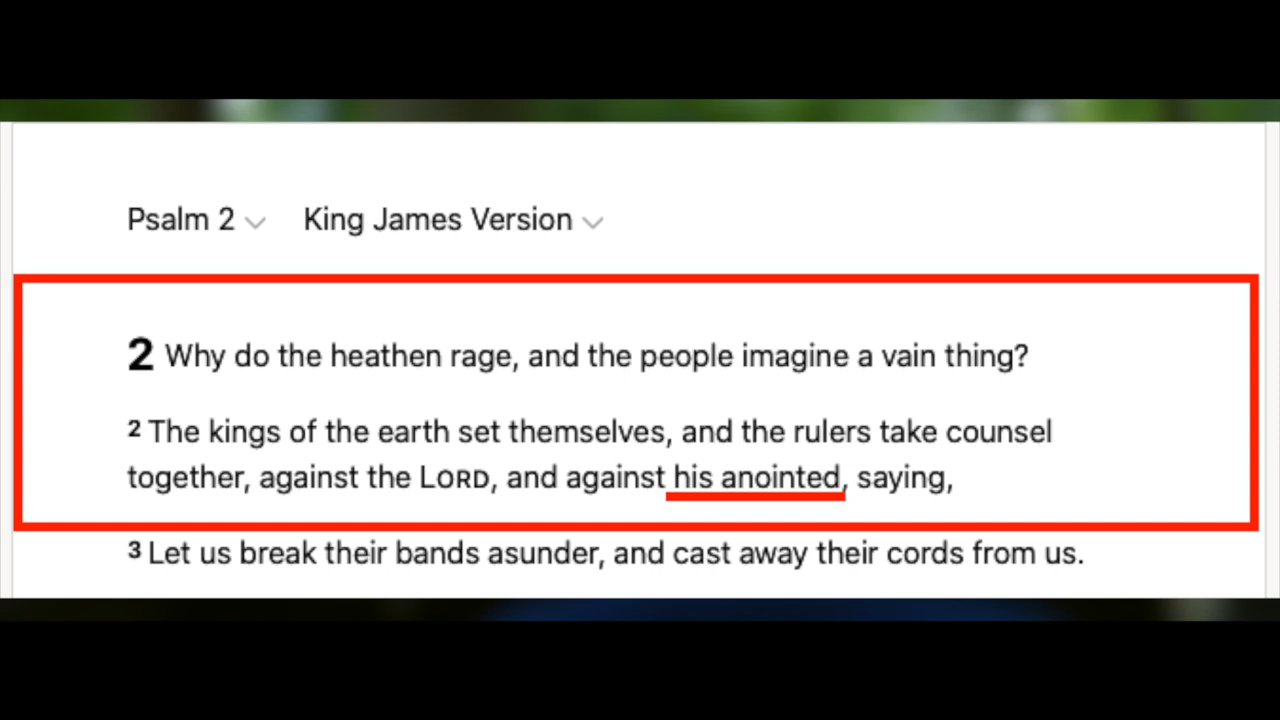 Psalm 2 King James Version
2 Why do the heathen rage, and the people imagine a vain thing?
2 The kings of the earth set themselves, and the rulers take counsel
together, against the LORD, and against his anointed, saying,
3 Let us break their bands asunder, and cast away their cords from us.